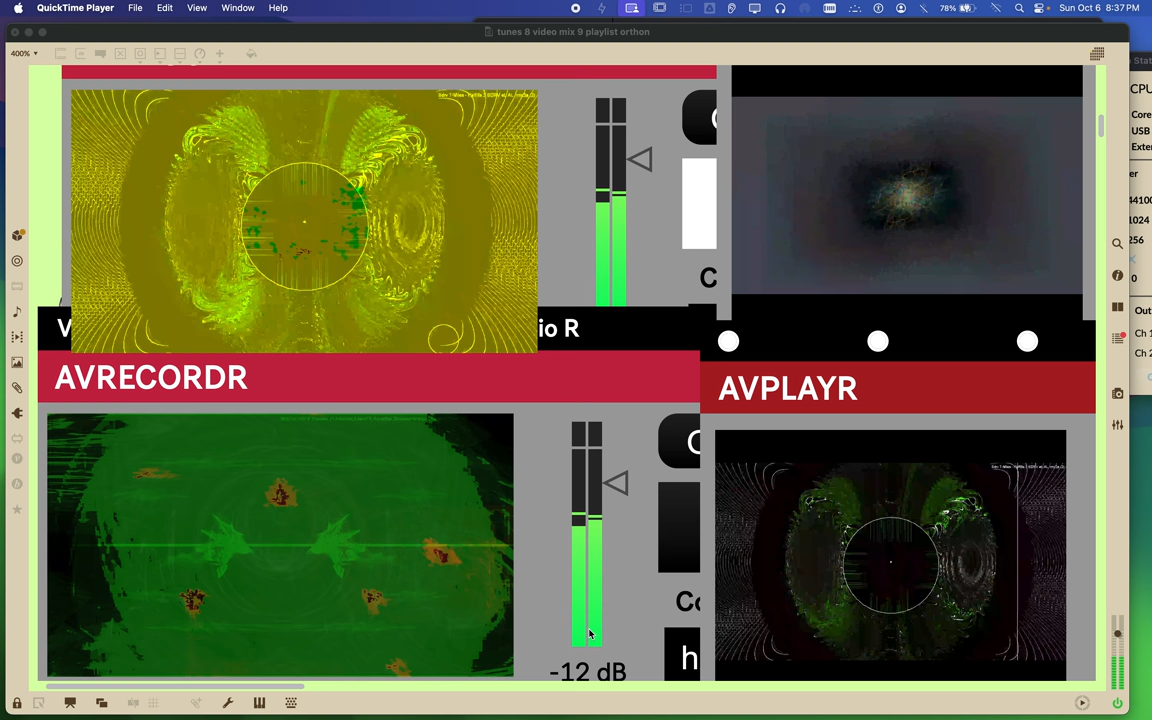 QuickTime Player File Edit View Window Help 78% Sun Oct 6 8:37 PM
tunes 8 video mix 9 playlist orthon
400%
Stat
CPU
Core
USB
Exter
er
44100
1024
256
0
Out
Ch 1
Ch 2
C
C
V
io R
AVRECORDR
AVPLAYR
C
Co
h
-12 dB